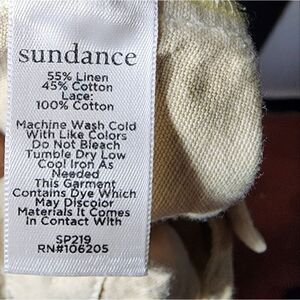 sundance
55% Linen
45% Cotton
Lace:
100% Cotton
Machine Wash Cold
With Like Colors
Do Not Bleach
Tumble Dry Low
Cool Iron As
Needed
This Garment
Contains Dye Which
May Discolor
Materials It Comes
In Contact With
SP219
RN#106205